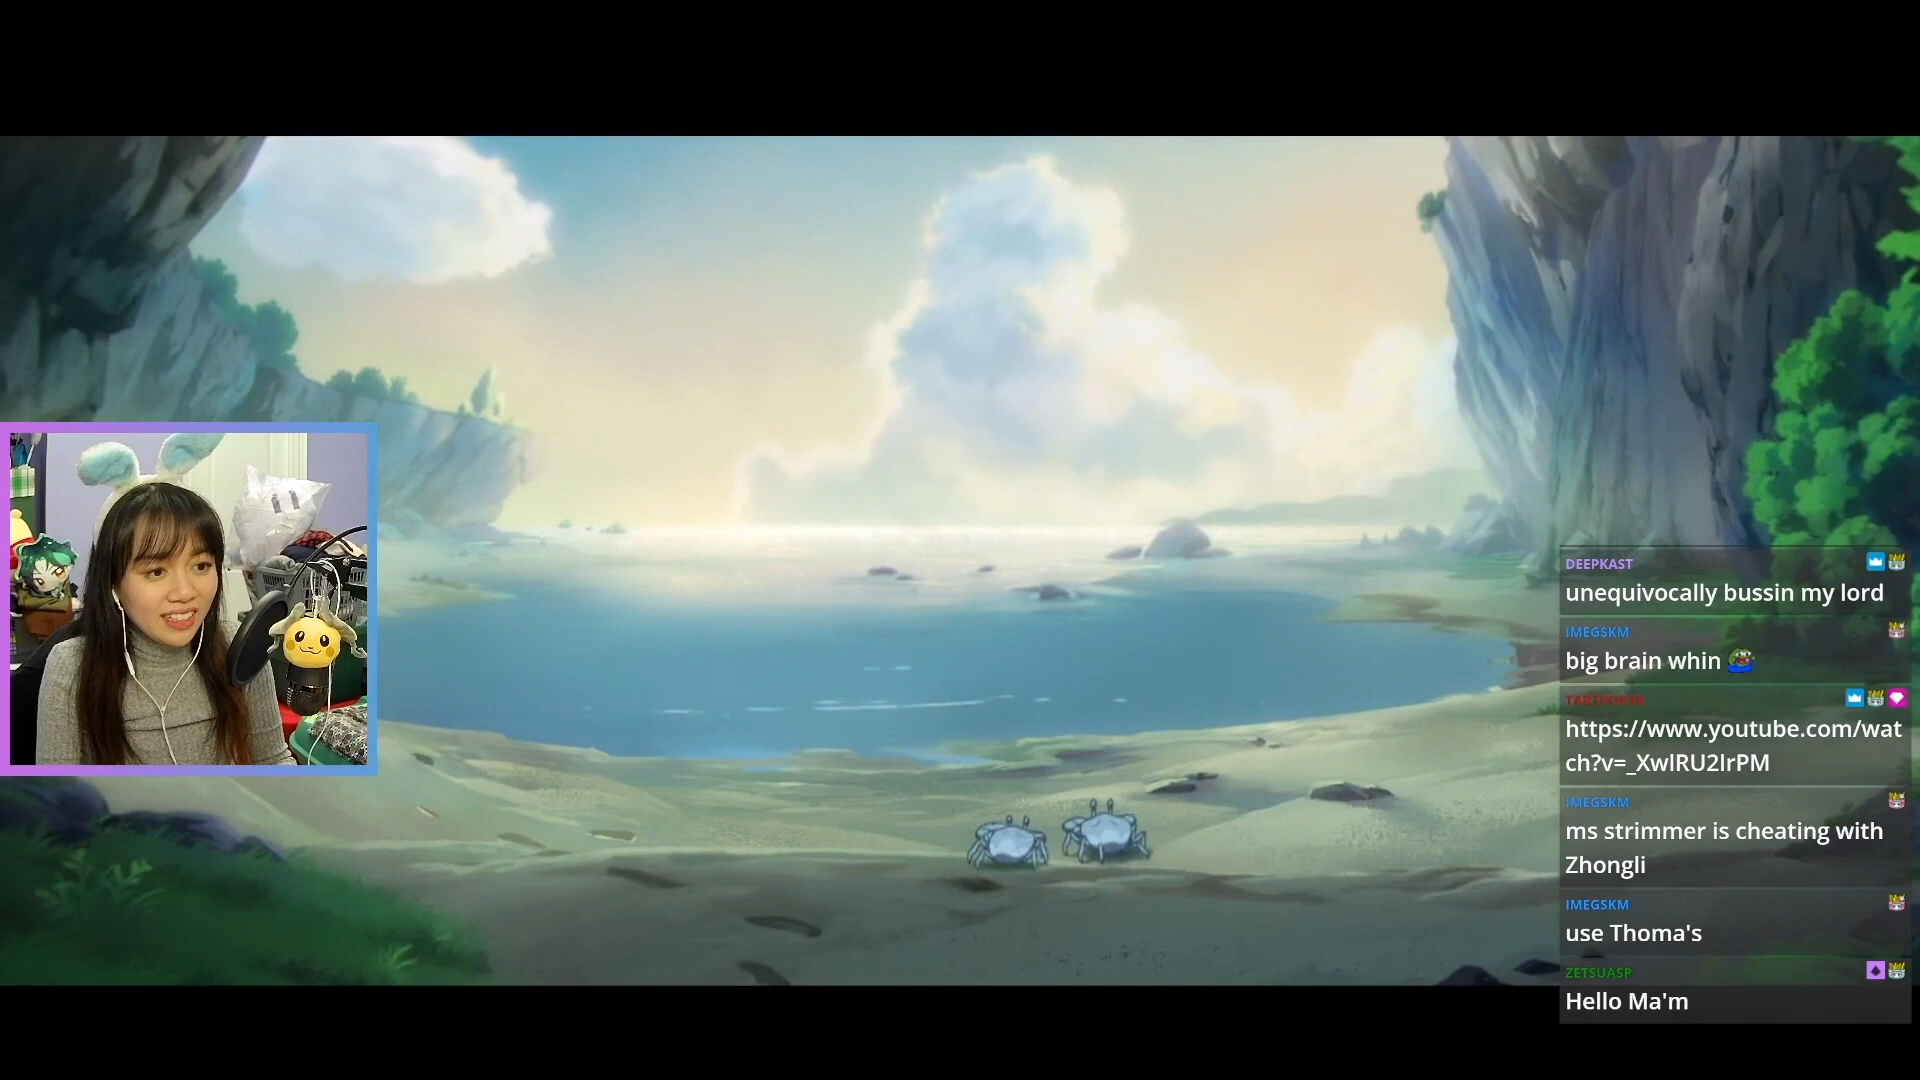 DEEPKAST
unequivocally bussin my lord
IMEGSKM
big brain whin
https://www.youtube.com/wat
ch?v=_XwlRU2lrPM
IMEGSKM
ms strimmer is cheating with
Zhongli
IMEGSKM
use Thoma's
ZETSUASP
Hello Ma'm